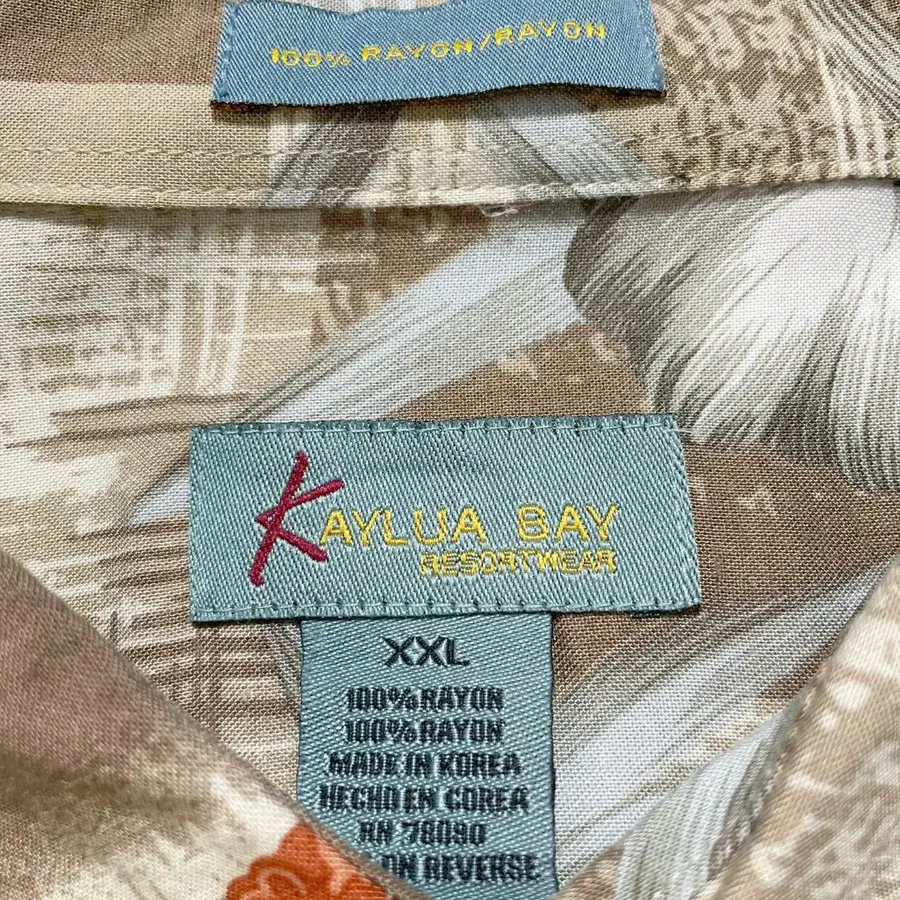 100% RAYON/RAYON
KAYLUA BAY
RESORTWEAR
XXL
100% RAYON
100% RAYON
MADE IN KOREA
HECHO EN COREA
RN 78080
ON REVERSE